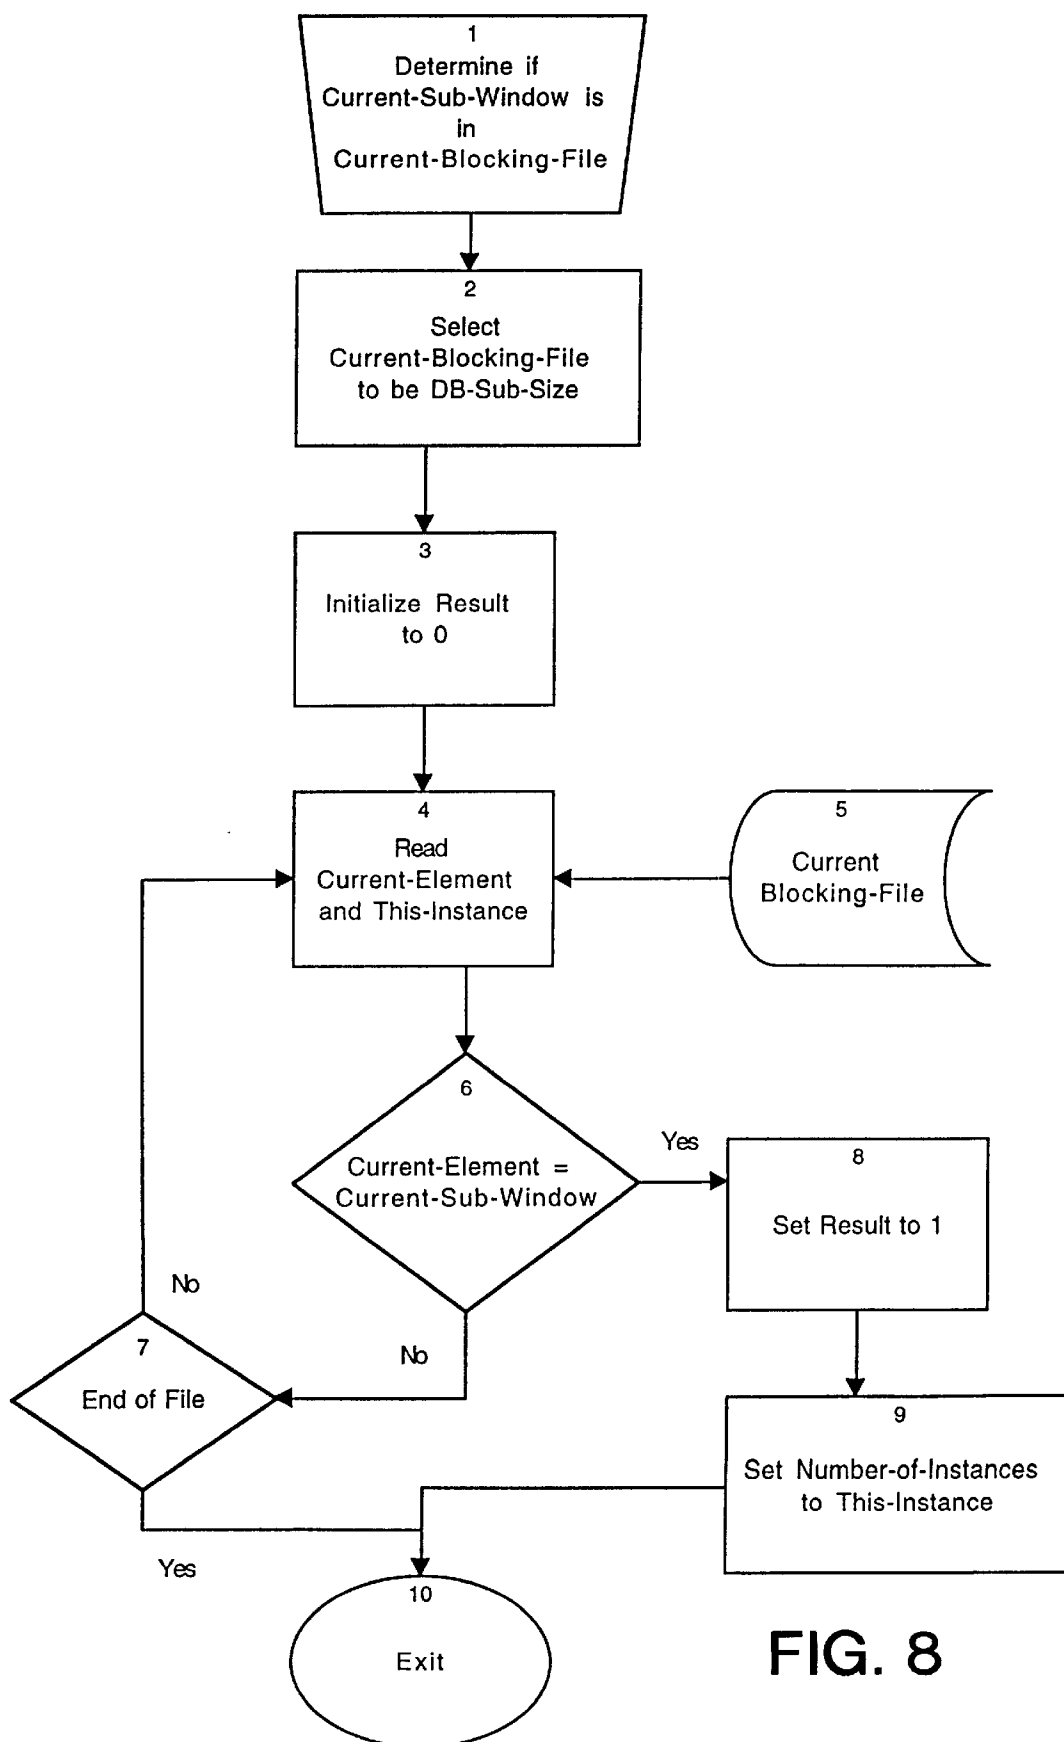 1
Determine if
Current-Sub-Window is
in
Current-Blocking-File
2
Select
Current-Blocking-File
to be DB-Sub-Size
3
Initialize Result
to 0
4
Read
Current-Element
and This-Instance
5
Current
Blocking-File
6
Current-Element =
Current-Sub-Window
Yes
8
Set Result to 1
No
No
7
End of File
9
Set Number-of-Instances
to This-Instance
Yes
10
Exit
FIG. 8